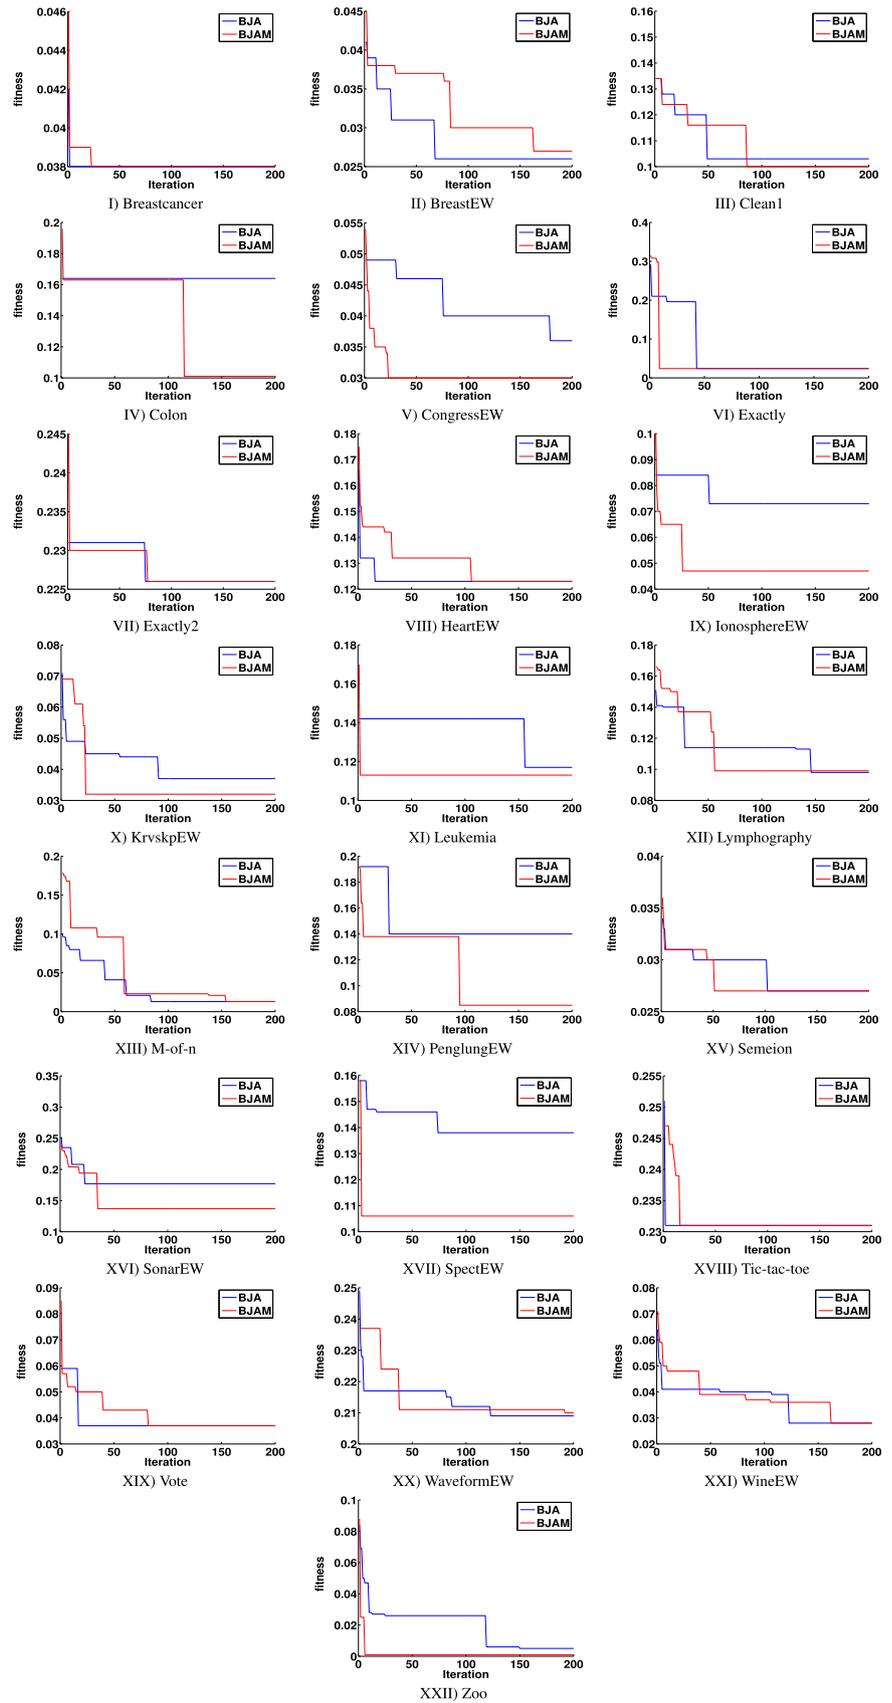 0.046
0.044
0.042
0.04
0.038
fitness
0 50 100 150 200
Iteration
BJA
BJAM
I) Breastcancer
0.045
0.04
0.035
0.03
0.025
fitness
0 50 100 150 200
Iteration
BJA
BJAM
II) BreastEW
0.16
0.15
0.14
0.13
0.12
0.11
0.1
fitness
0 50 100 150 200
Iteration
BJA
BJAM
III) Clean1
0.2
0.18
0.16
0.14
0.12
0.1
fitness
0 50 100 150 200
Iteration
BJA
BJAM
IV) Colon
0.055
0.05
0.045
0.04
0.035
0.03
fitness
0 50 100 150 200
Iteration
BJA
BJAM
V) CongressEW
0.4
0.3
0.2
0.1
0
fitness
0 50 100 150 200
Iteration
BJA
BJAM
VI) Exactly
0.245
0.24
0.235
0.23
0.225
fitness
0 50 100 150 200
Iteration
BJA
BJAM
VII) Exactly2
0.18
0.17
0.16
0.15
0.14
0.13
0.12
fitness
0 50 100 150 200
Iteration
BJA
BJAM
VIII) HeartEW
0.1
0.09
0.08
0.07
0.06
0.05
0.04
fitness
0 50 100 150 200
Iteration
BJA
BJAM
IX) IonosphereEW
0.08
0.07
0.06
0.05
0.04
0.03
fitness
0 50 100 150 200
Iteration
BJA
BJAM
X) KrvskpEW
0.18
0.16
0.14
0.12
0.1
fitness
0 50 100 150 200
Iteration
BJA
BJAM
XI) Leukemia
0.18
0.16
0.14
0.12
0.1
0.08
fitness
0 50 100 150 200
Iteration
BJA
BJAM
XII) Lymphography
0.2
0.15
0.1
0.05
0
fitness
0 50 100 150 200
Iteration
BJA
BJAM
XIII) M-of-n
0.2
0.18
0.16
0.14
0.12
0.1
0.08
fitness
0 50 100 150 200
Iteration
BJA
BJAM
XIV) PenglungEW
0.04
0.035
0.03
0.025
fitness
0 50 100 150 200
Iteration
BJA
BJAM
XV) Semeion
0.35
0.3
0.25
0.2
0.15
0.1
fitness
0 50 100 150 200
Iteration
BJA
BJAM
XVI) SonarEW
0.16
0.15
0.14
0.13
0.12
0.11
0.1
fitness
0 50 100 150 200
Iteration
BJA
BJAM
XVII) SpectEW
0.255
0.25
0.245
0.24
0.235
0.23
fitness
0 50 100 150 200
Iteration
BJA
BJAM
XVIII) Tic-tac-toe
0.09
0.08
0.07
0.06
0.05
0.04
0.03
fitness
0 50 100 150 200
Iteration
BJA
BJAM
XIX) Vote
0.25
0.24
0.23
0.22
0.21
0.2
fitness
0 50 100 150 200
Iteration
BJA
BJAM
XX) WaveformEW
0.08
0.07
0.06
0.05
0.04
0.03
0.02
fitness
0 50 100 150 200
Iteration
BJA
BJAM
XXI) WineEW
0.1
0.08
0.06
0.04
0.02
0
fitness
0 50 100 150 200
Iteration
BJA
BJAM
XXII) Zoo